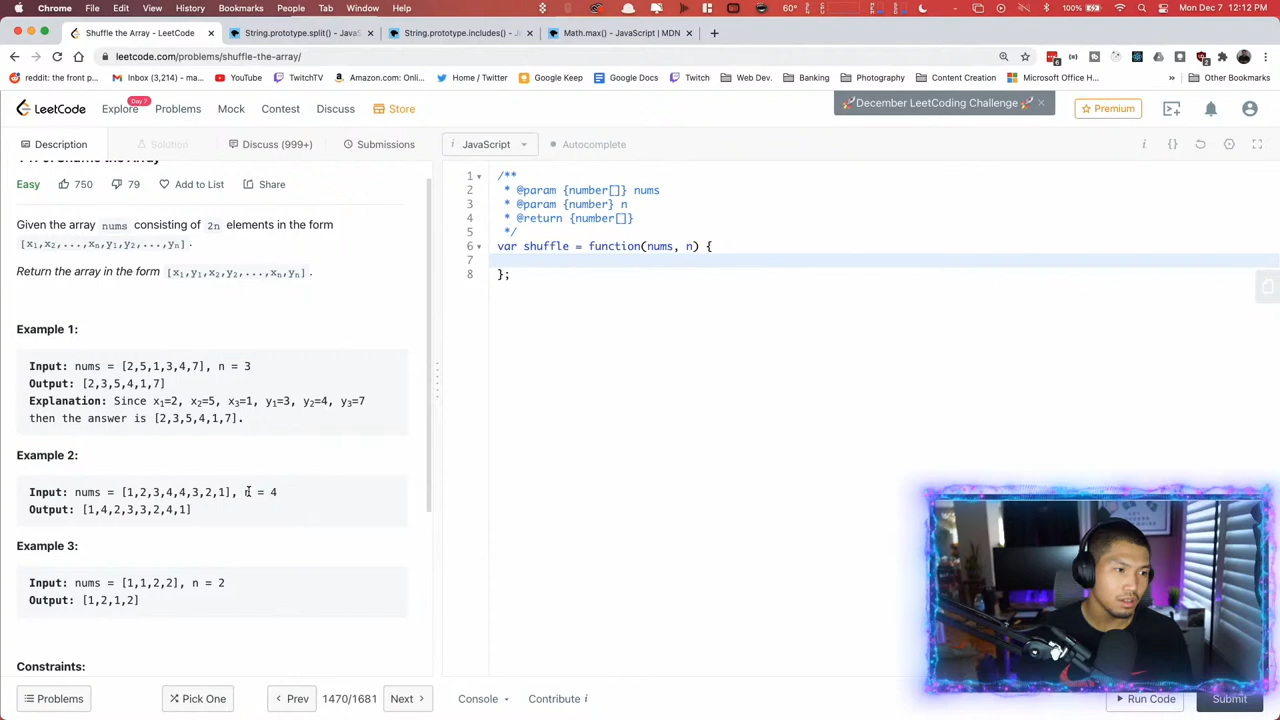 Chrome File Edit View History Bookmarks People Tab Window Help 60° 100% Mon Dec 7 12:12 PM
Shuffle the Array - LeetCode × String.prototype.split() - JavaS × String.prototype.includes() - J × Math.max() - JavaScript | MDN × +
leetcode.com/problems/shuffle-the-array/
reddit: the front p... Inbox (3,214) - ma... YouTube TwitchTV Amazon.com: Onli... Home / Twitter Google Keep Google Docs Twitch Web Dev. Banking Photography Content Creation Microsoft Office H... » Other Bookmarks
LeetCode Explore Day 7 Problems Mock Contest Discuss Store 🚀December LeetCoding Challenge🚀 × Premium
Description Solution Discuss (999+) Submissions
i JavaScript Autocomplete
1470. Shuffle the Array
Easy 750 79 Add to List Share
Given the array nums consisting of 2n elements in the form
[x1,x2,...,xn,y1,y2,...,yn].
Return the array in the form [x1,y1,x2,y2,...,xn,yn].
Example 1:
Input: nums = [2,5,1,3,4,7], n = 3
Output: [2,3,5,4,1,7]
Explanation: Since x1=2, x2=5, x3=1, y1=3, y2=4, y3=7
then the answer is [2,3,5,4,1,7].
Example 2:
Input: nums = [1,2,3,4,4,3,2,1], n = 4
Output: [1,4,2,3,3,2,4,1]
Example 3:
Input: nums = [1,1,2,2], n = 2
Output: [1,2,1,2]
Constraints:
1 /**
2 * @param {number[]} nums
3 * @param {number} n
4 * @return {number[]}
5 */
6 var shuffle = function(nums, n) {
7
8 };
Problems Pick One Prev 1470/1681 Next Console Contribute i Run Code Submit